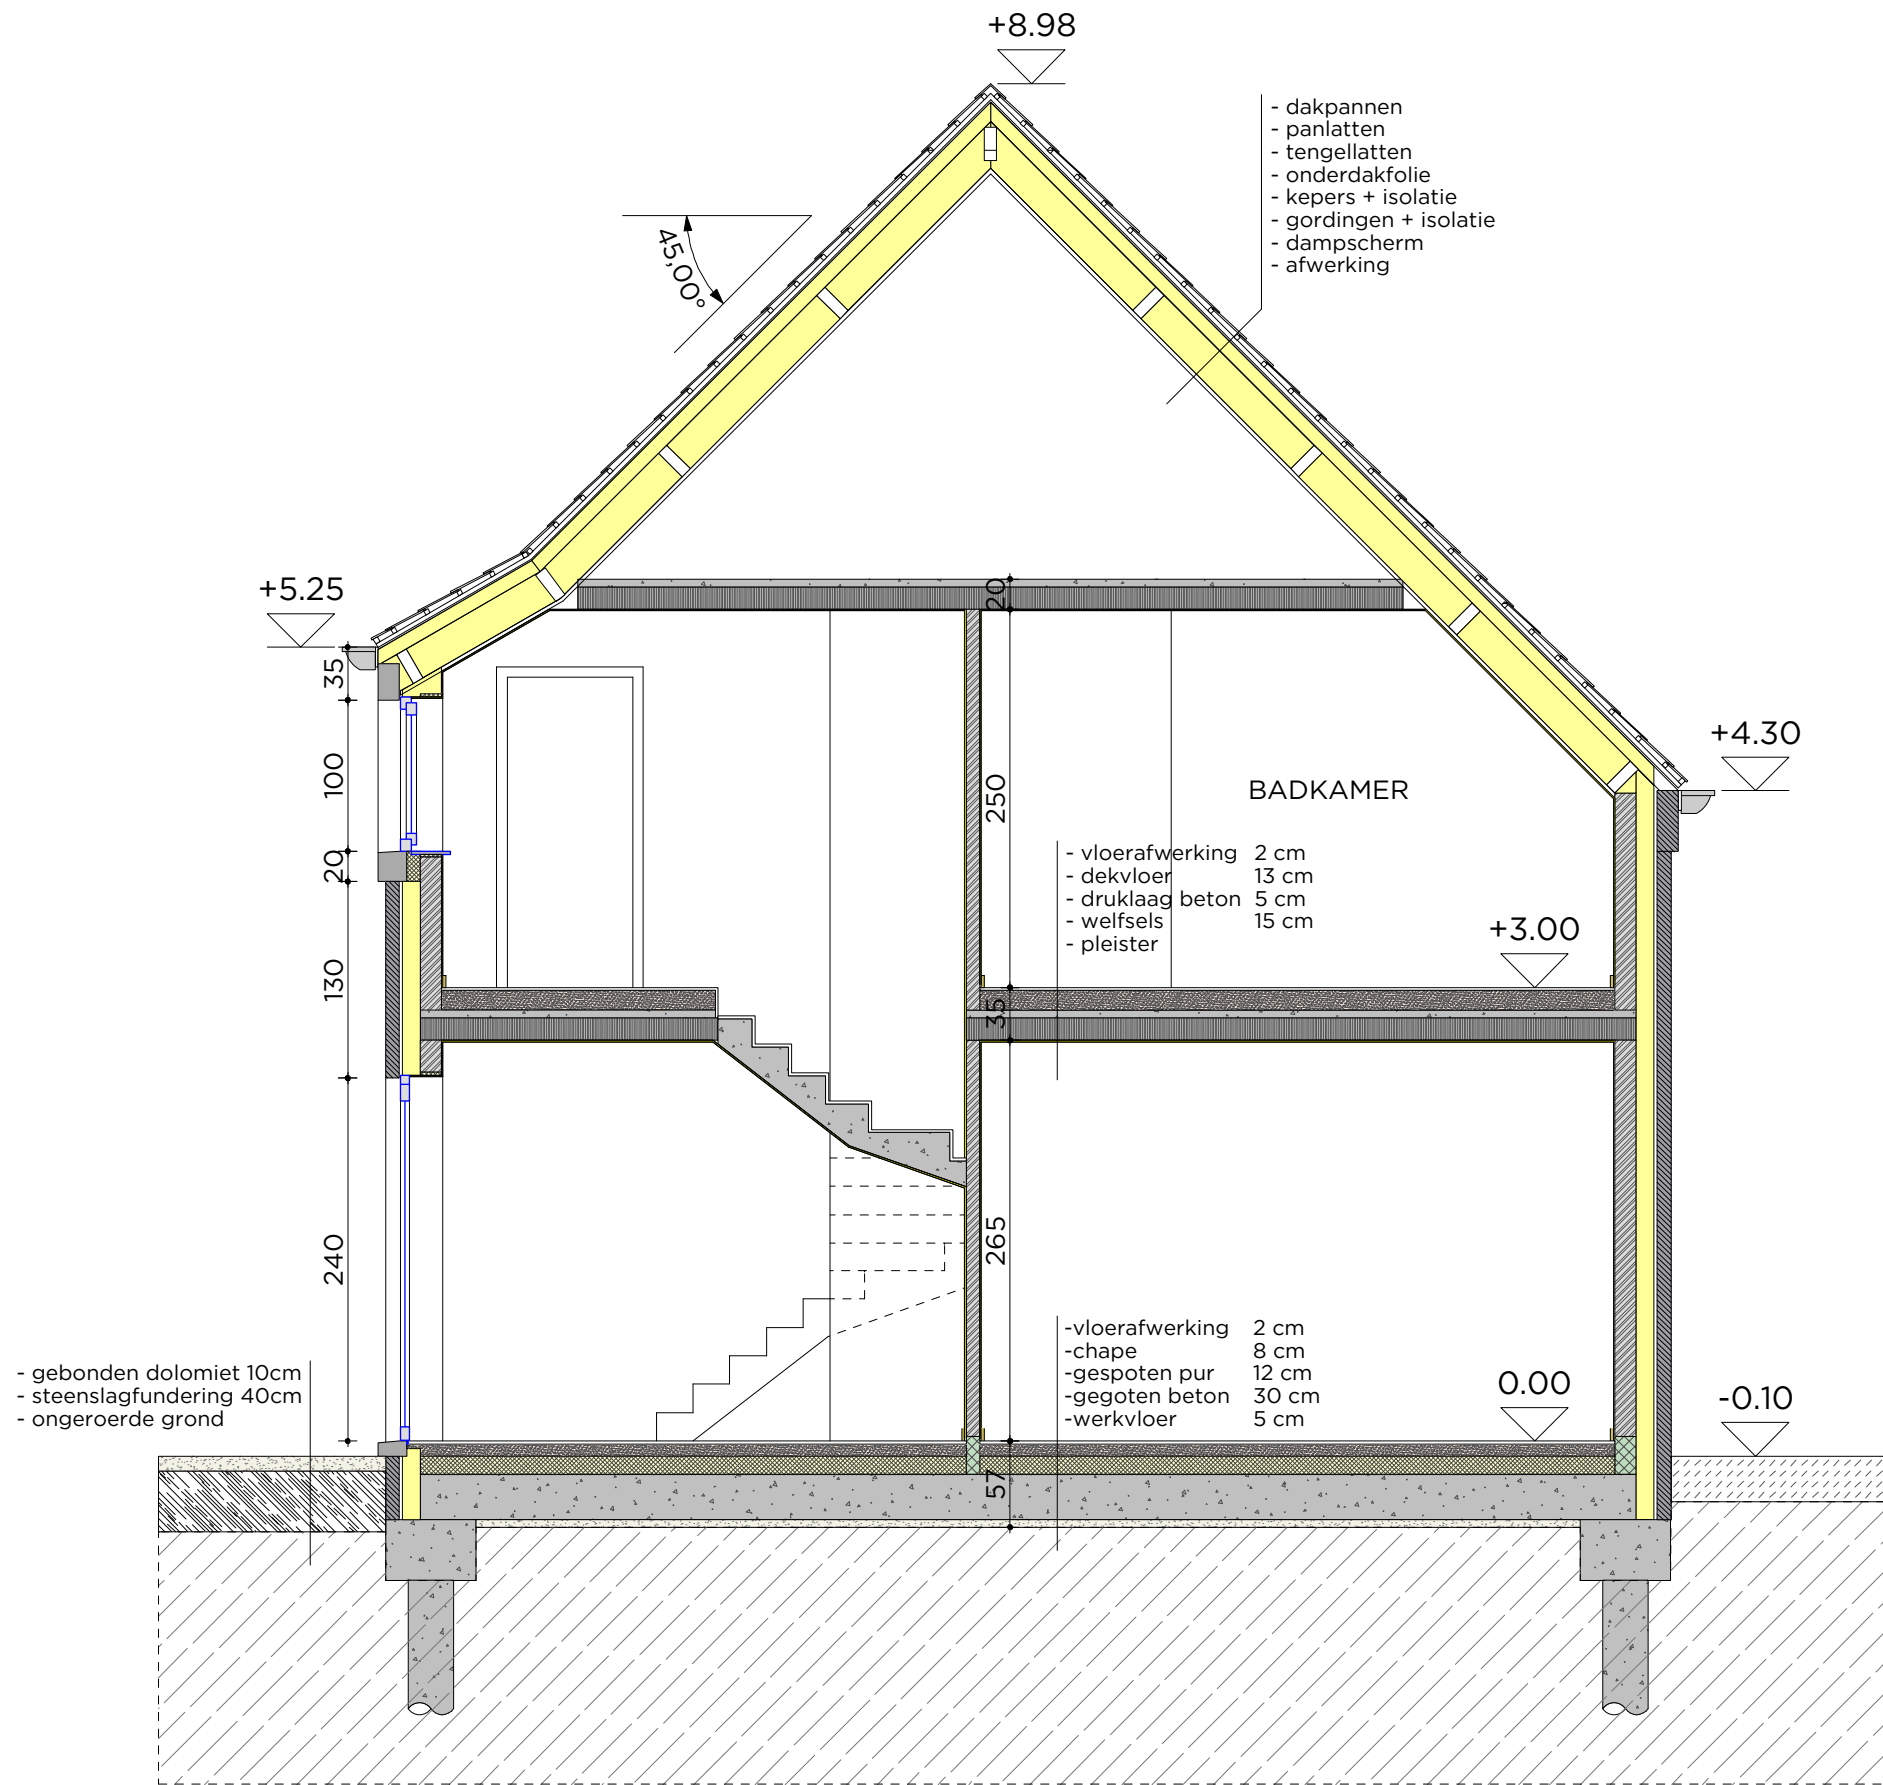 +8.98
- dakpannen
- panlatten
- tengellatten
- onderdakfolie
- kepers + isolatie
- gordingen + isolatie
- dampscherm
- afwerking
45,00°
+5.25
20
35
+4.30
100
250
BADKAMER
20
- vloerafwerking 2 cm
- dekvloer 13 cm
- druklaag beton 5 cm
- welfsels 15 cm
- pleister
+3.00
130
35
240
265
-vloerafwerking 2 cm
-chape 8 cm
-gespoten pur 12 cm
-gegoten beton 30 cm
-werkvloer 5 cm
0.00
-0.10
- gebonden dolomiet 10cm
- steenslagfundering 40cm
- ongeroerde grond
57